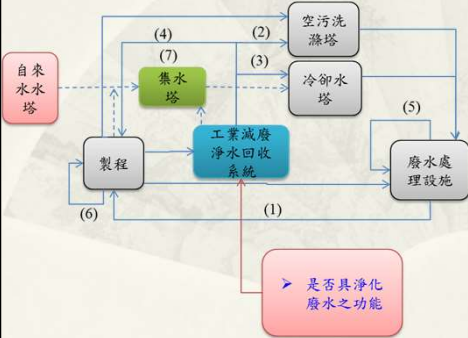 空污洗
滌塔
(4)
(2)
(7)
(3)
自來
水水
塔
集水
塔
冷卻水
塔
(5)
工業減廢
淨水回收
系統
製程
廢水處
理設施
(6)
(1)
➢ 是否具淨化
廢水之功能